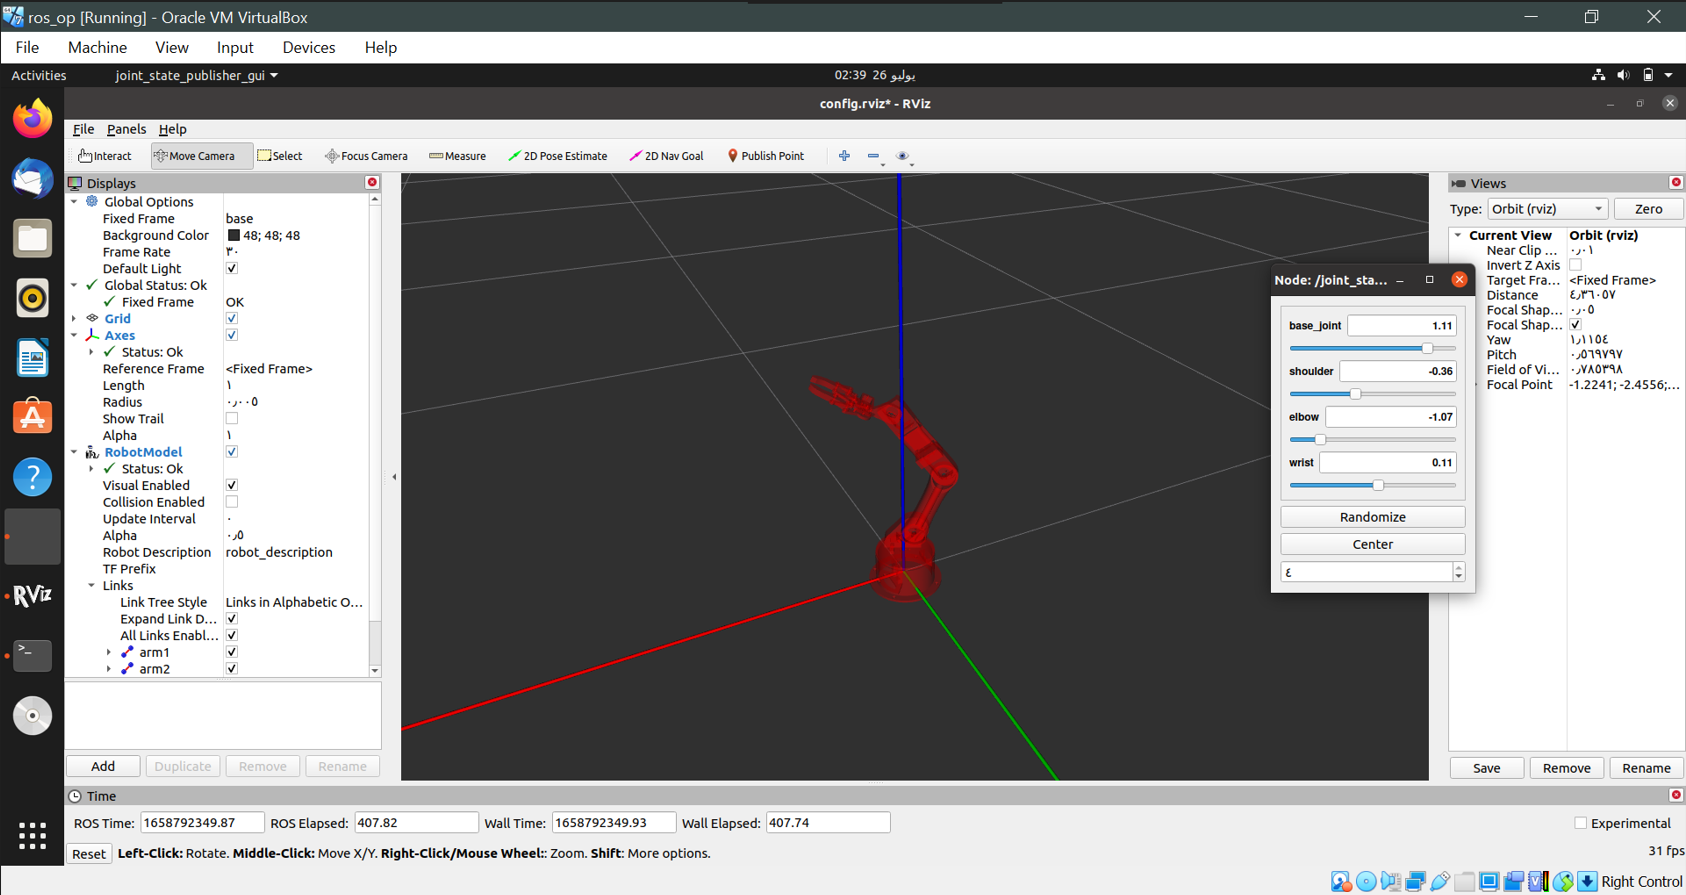 ros_op [Running] - Oracle VM VirtualBox
File Machine View Input Devices Help
Activities joint_state_publisher_gui 02:39 26 يوليو
config.rviz* - RViz
File Panels Help
Interact Move Camera Select Focus Camera Measure 2D Pose Estimate 2D Nav Goal Publish Point
Displays
Global Options
Fixed Frame base
Background Color 48; 48; 48
Frame Rate ٣٠
Default Light
Global Status: Ok
Fixed Frame OK
Grid
Axes
Status: Ok
Reference Frame <Fixed Frame>
Length ١
Radius ٠٫٠٠٥
Show Trail
Alpha ١
RobotModel
Status: Ok
Visual Enabled
Collision Enabled
Update Interval ٠
Alpha ٠٫٥
Robot Description robot_description
TF Prefix
Links
Link Tree Style Links in Alphabetic O...
Expand Link D...
All Links Enabl...
arm1
arm2
Add Duplicate Remove Rename
Node: /joint_sta...
base_joint 1.11
shoulder -0.36
elbow -1.07
wrist 0.11
Randomize
Center
٤
Views
Type: Orbit (rviz) Zero
Current View Orbit (rviz)
Near Clip ... ٠٫٠١
Invert Z Axis
Target Fra... <Fixed Frame>
Distance ٤٫٣٦٠٥٧
Focal Shap... ٠٫٠٥
Focal Shap...
Yaw ١٫١١٥٤
Pitch ٠٫٥٦٩٧٩٧
Field of Vi... ٠٫٧٨٥٣٩٨
Focal Point -1.2241; -2.4556;...
Save Remove Rename
Time
ROS Time: 1658792349.87 ROS Elapsed: 407.82 Wall Time: 1658792349.93 Wall Elapsed: 407.74 Experimental
Reset Left-Click: Rotate. Middle-Click: Move X/Y. Right-Click/Mouse Wheel:: Zoom. Shift: More options. 31 fps
RViz
Right Control